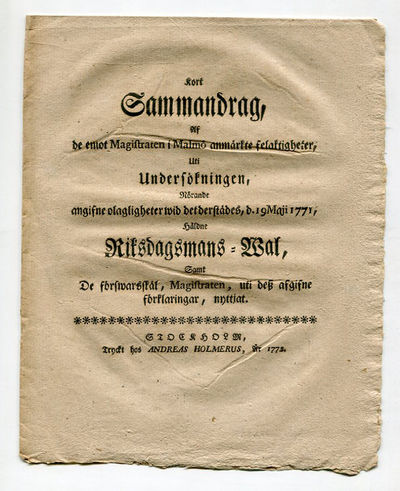 Kort
Sammandrag,
Af
de emot Magistraten i Malmö anmärkte felaktigheter,
Uti
Undersökningen,
Rörande
angifne olagligheter wid det derstädes, d. 19 Maji 1771,
Håldne
Riksdagsmans-Wal,
Samt
De förswarsskäl, Magistraten, uti deß afgifne
förklaringar, nyttjat.
STOCKHOLM,
Tryckt hos ANDREAS HOLMERUS, År 1772.